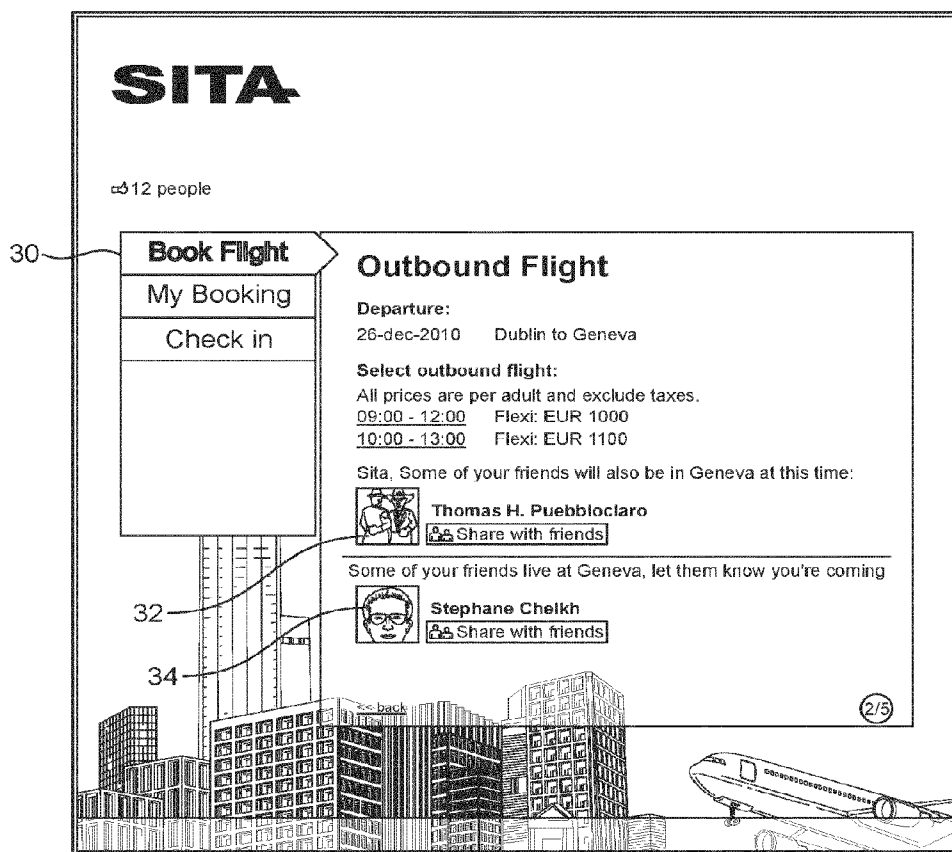 SITA
12 people
30
Book Flight
My Booking
Check in
Outbound Flight
Departure:
26-dec-2010 Dublin to Geneva
Select outbound flight:
All prices are per adult and exclude taxes.
09:00 - 12:00 Flexi: EUR 1000
10:00 - 13:00 Flexi: EUR 1100
Sita, Some of your friends will also be in Geneva at this time:
Thomas H. Puebbloclaro
Share with friends
32
Some of your friends live at Geneva, let them know you're coming
Stephane Cheikh
Share with friends
34
<< back
2/5